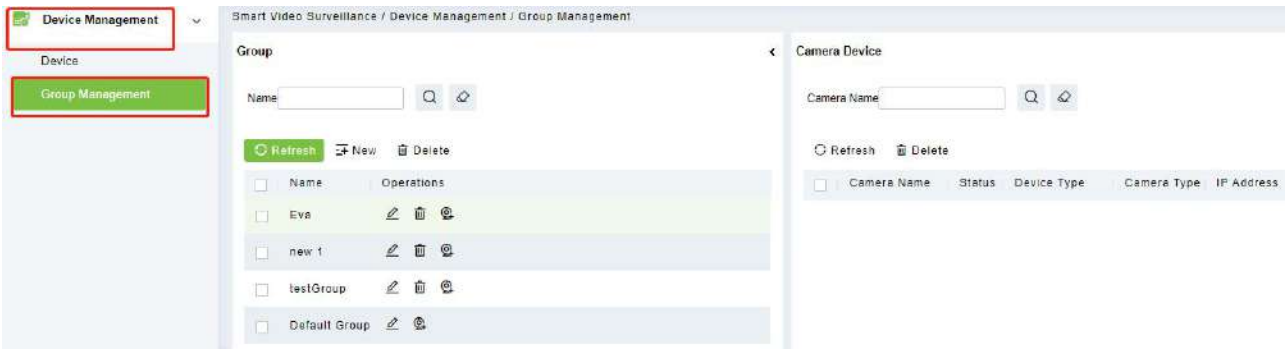 Device Management
Device
Group Management
Smart Video Surveillance / Device Management / Group Management
Group
Name
Refresh New Delete
Name Operations
Eva
new 1
testGroup
Default Group
Camera Device
Camera Name
Refresh Delete
Camera Name Status Device Type Camera Type IP Address